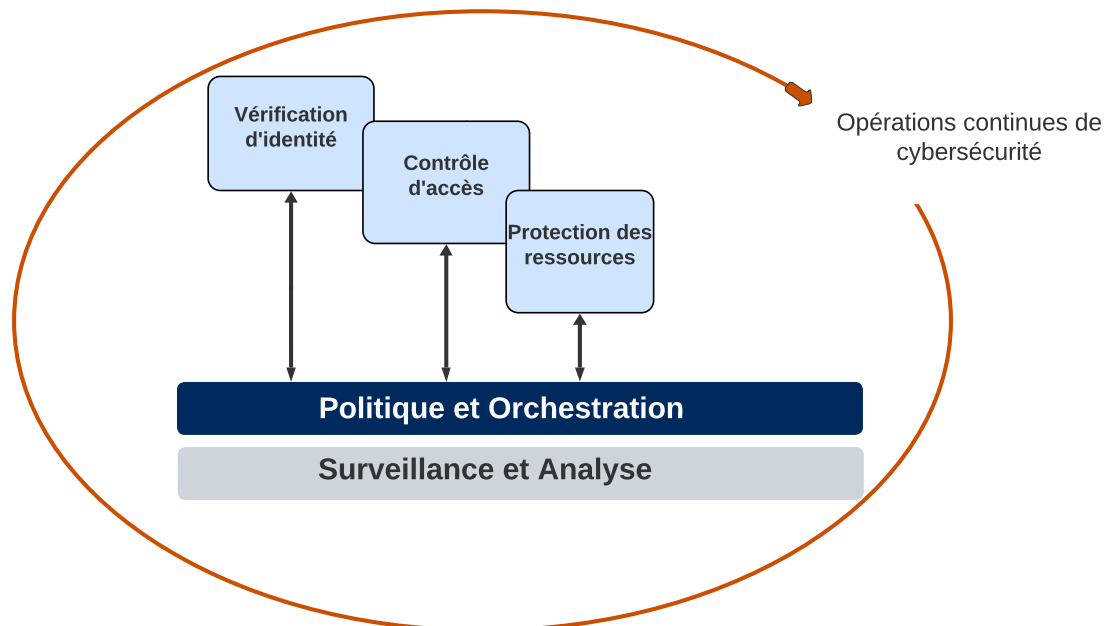 Vérification
d'identité
Contrôle
d'accès
Protection des
ressources
Opérations continues de
cybersécurité
Politique et Orchestration
Surveillance et Analyse